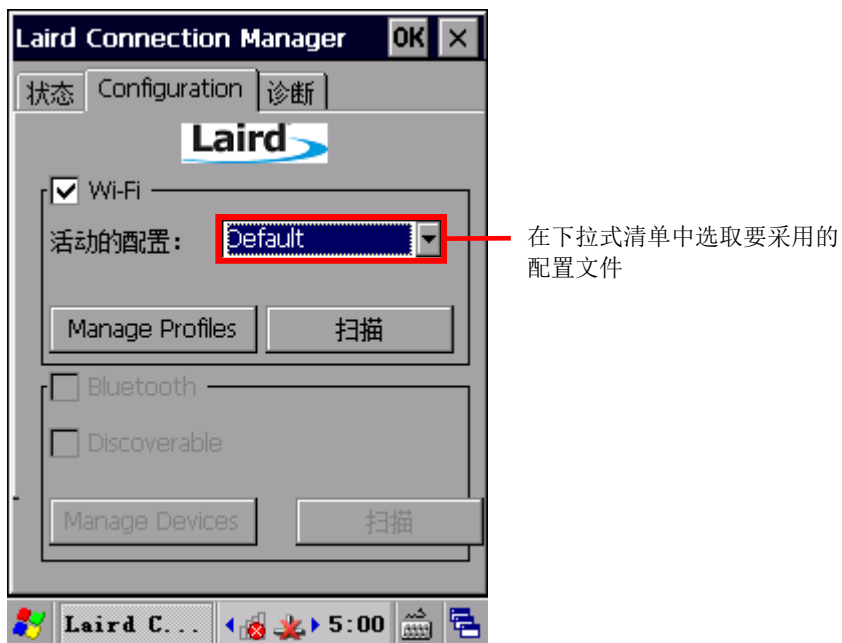 Laird Connection Manager OK ×
状态 Configuration 诊断
Laird
Wi-Fi
活动的配置： Default
在下拉式清单中选取要采用的
配置文件
Manage Profiles 扫描
Bluetooth
Discoverable
Manage Devices 扫描
Laird C... 5:00